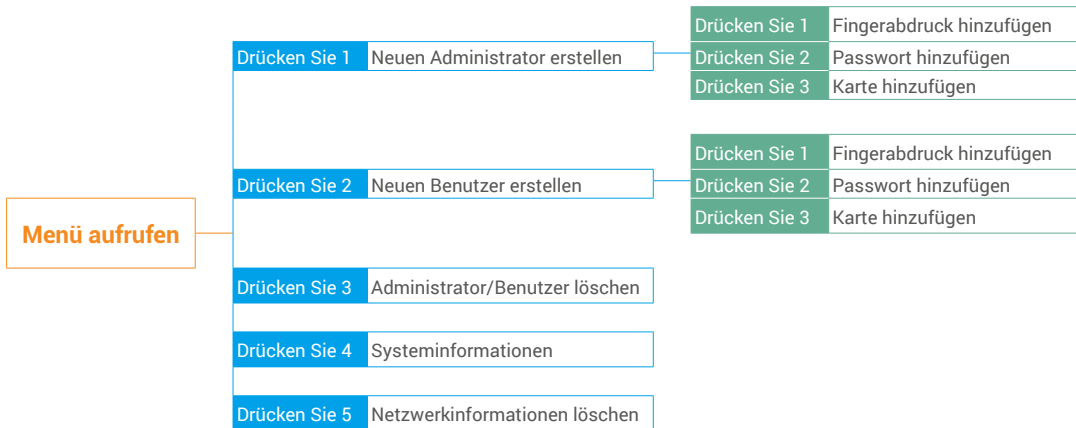 Menü aufrufen
Drücken Sie 1 Neuen Administrator erstellen
Drücken Sie 1 Fingerabdruck hinzufügen
Drücken Sie 2 Passwort hinzufügen
Drücken Sie 3 Karte hinzufügen
Drücken Sie 2 Neuen Benutzer erstellen
Drücken Sie 1 Fingerabdruck hinzufügen
Drücken Sie 2 Passwort hinzufügen
Drücken Sie 3 Karte hinzufügen
Drücken Sie 3 Administrator/Benutzer löschen
Drücken Sie 4 Systeminformationen
Drücken Sie 5 Netzwerkinformationen löschen